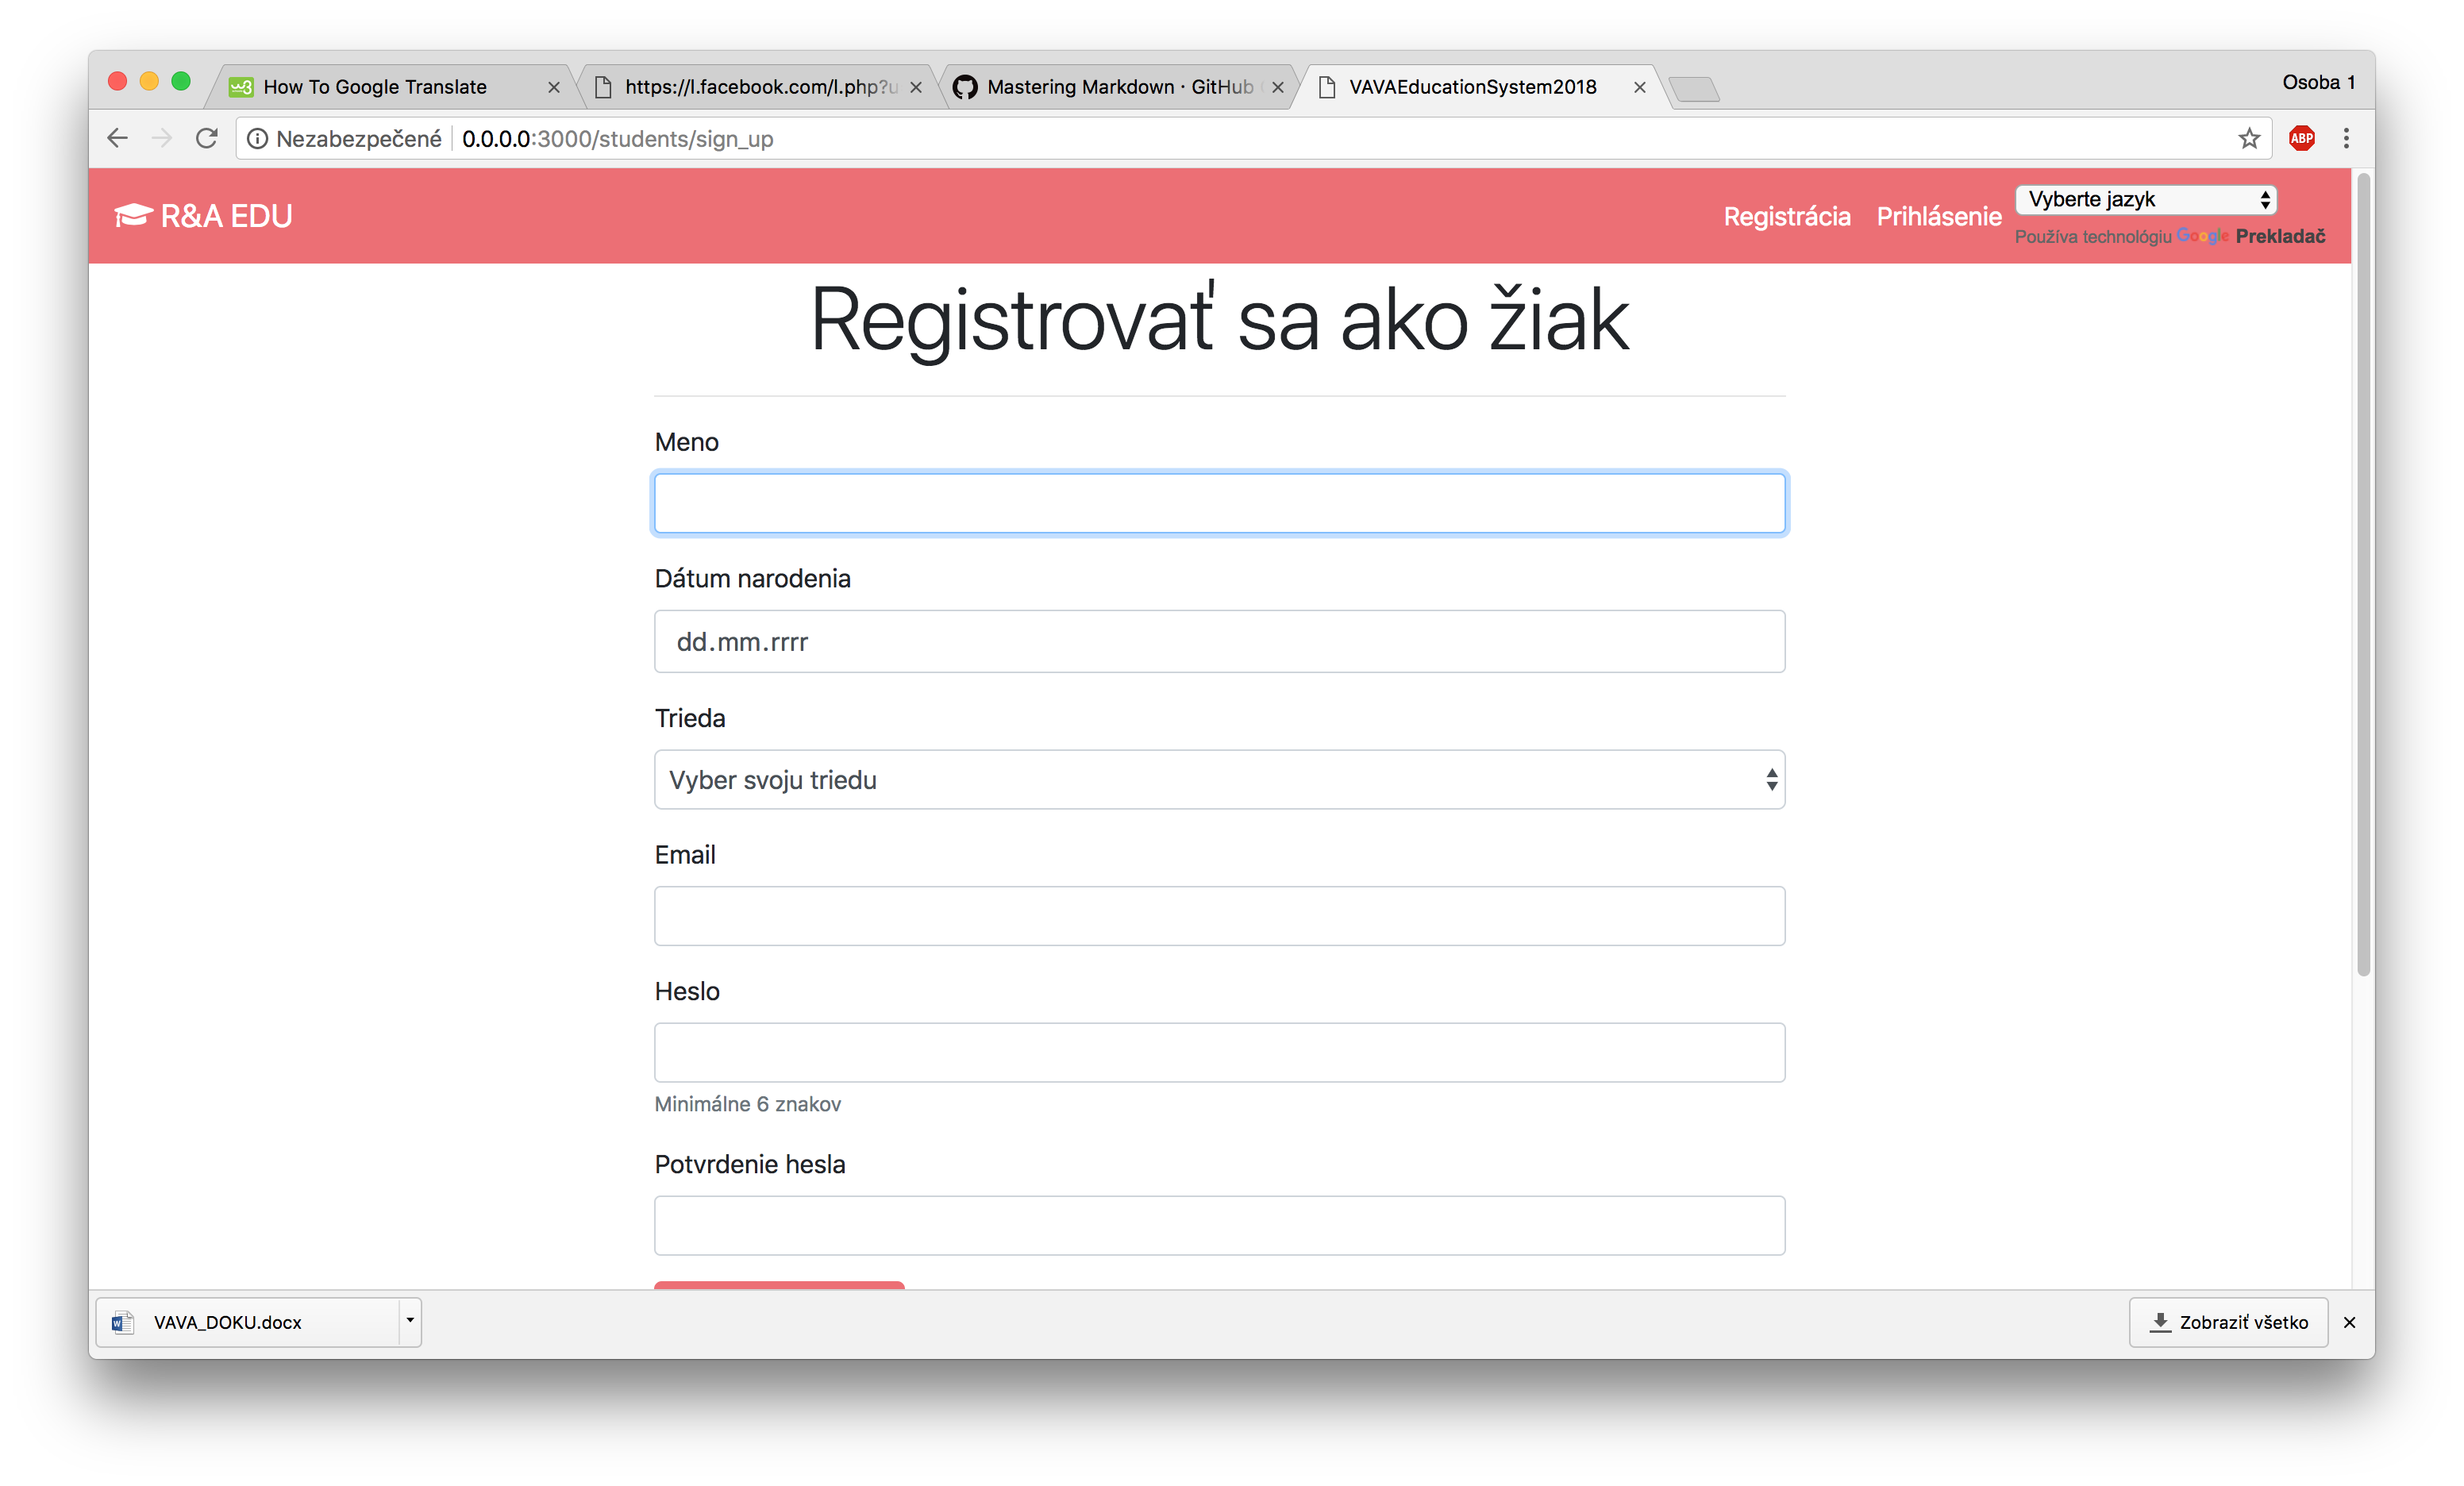 How To Google Translate
https://l.facebook.com/l.php?u
Mastering Markdown · GitHub
VAVAEducationSystem2018
Osoba 1
Nezabezpečené
0.0.0.0:3000/students/sign_up
ABP
R&A EDU
Registrácia
Prihlásenie
Vyberte jazyk
Používa technológiu Google Prekladač
Registrovať sa ako žiak
Meno
Dátum narodenia
dd.mm.rrrr
Trieda
Vyber svoju triedu
Email
Heslo
Minimálne 6 znakov
Potvrdenie hesla
VAVA_DOKU.docx
Zobraziť všetko